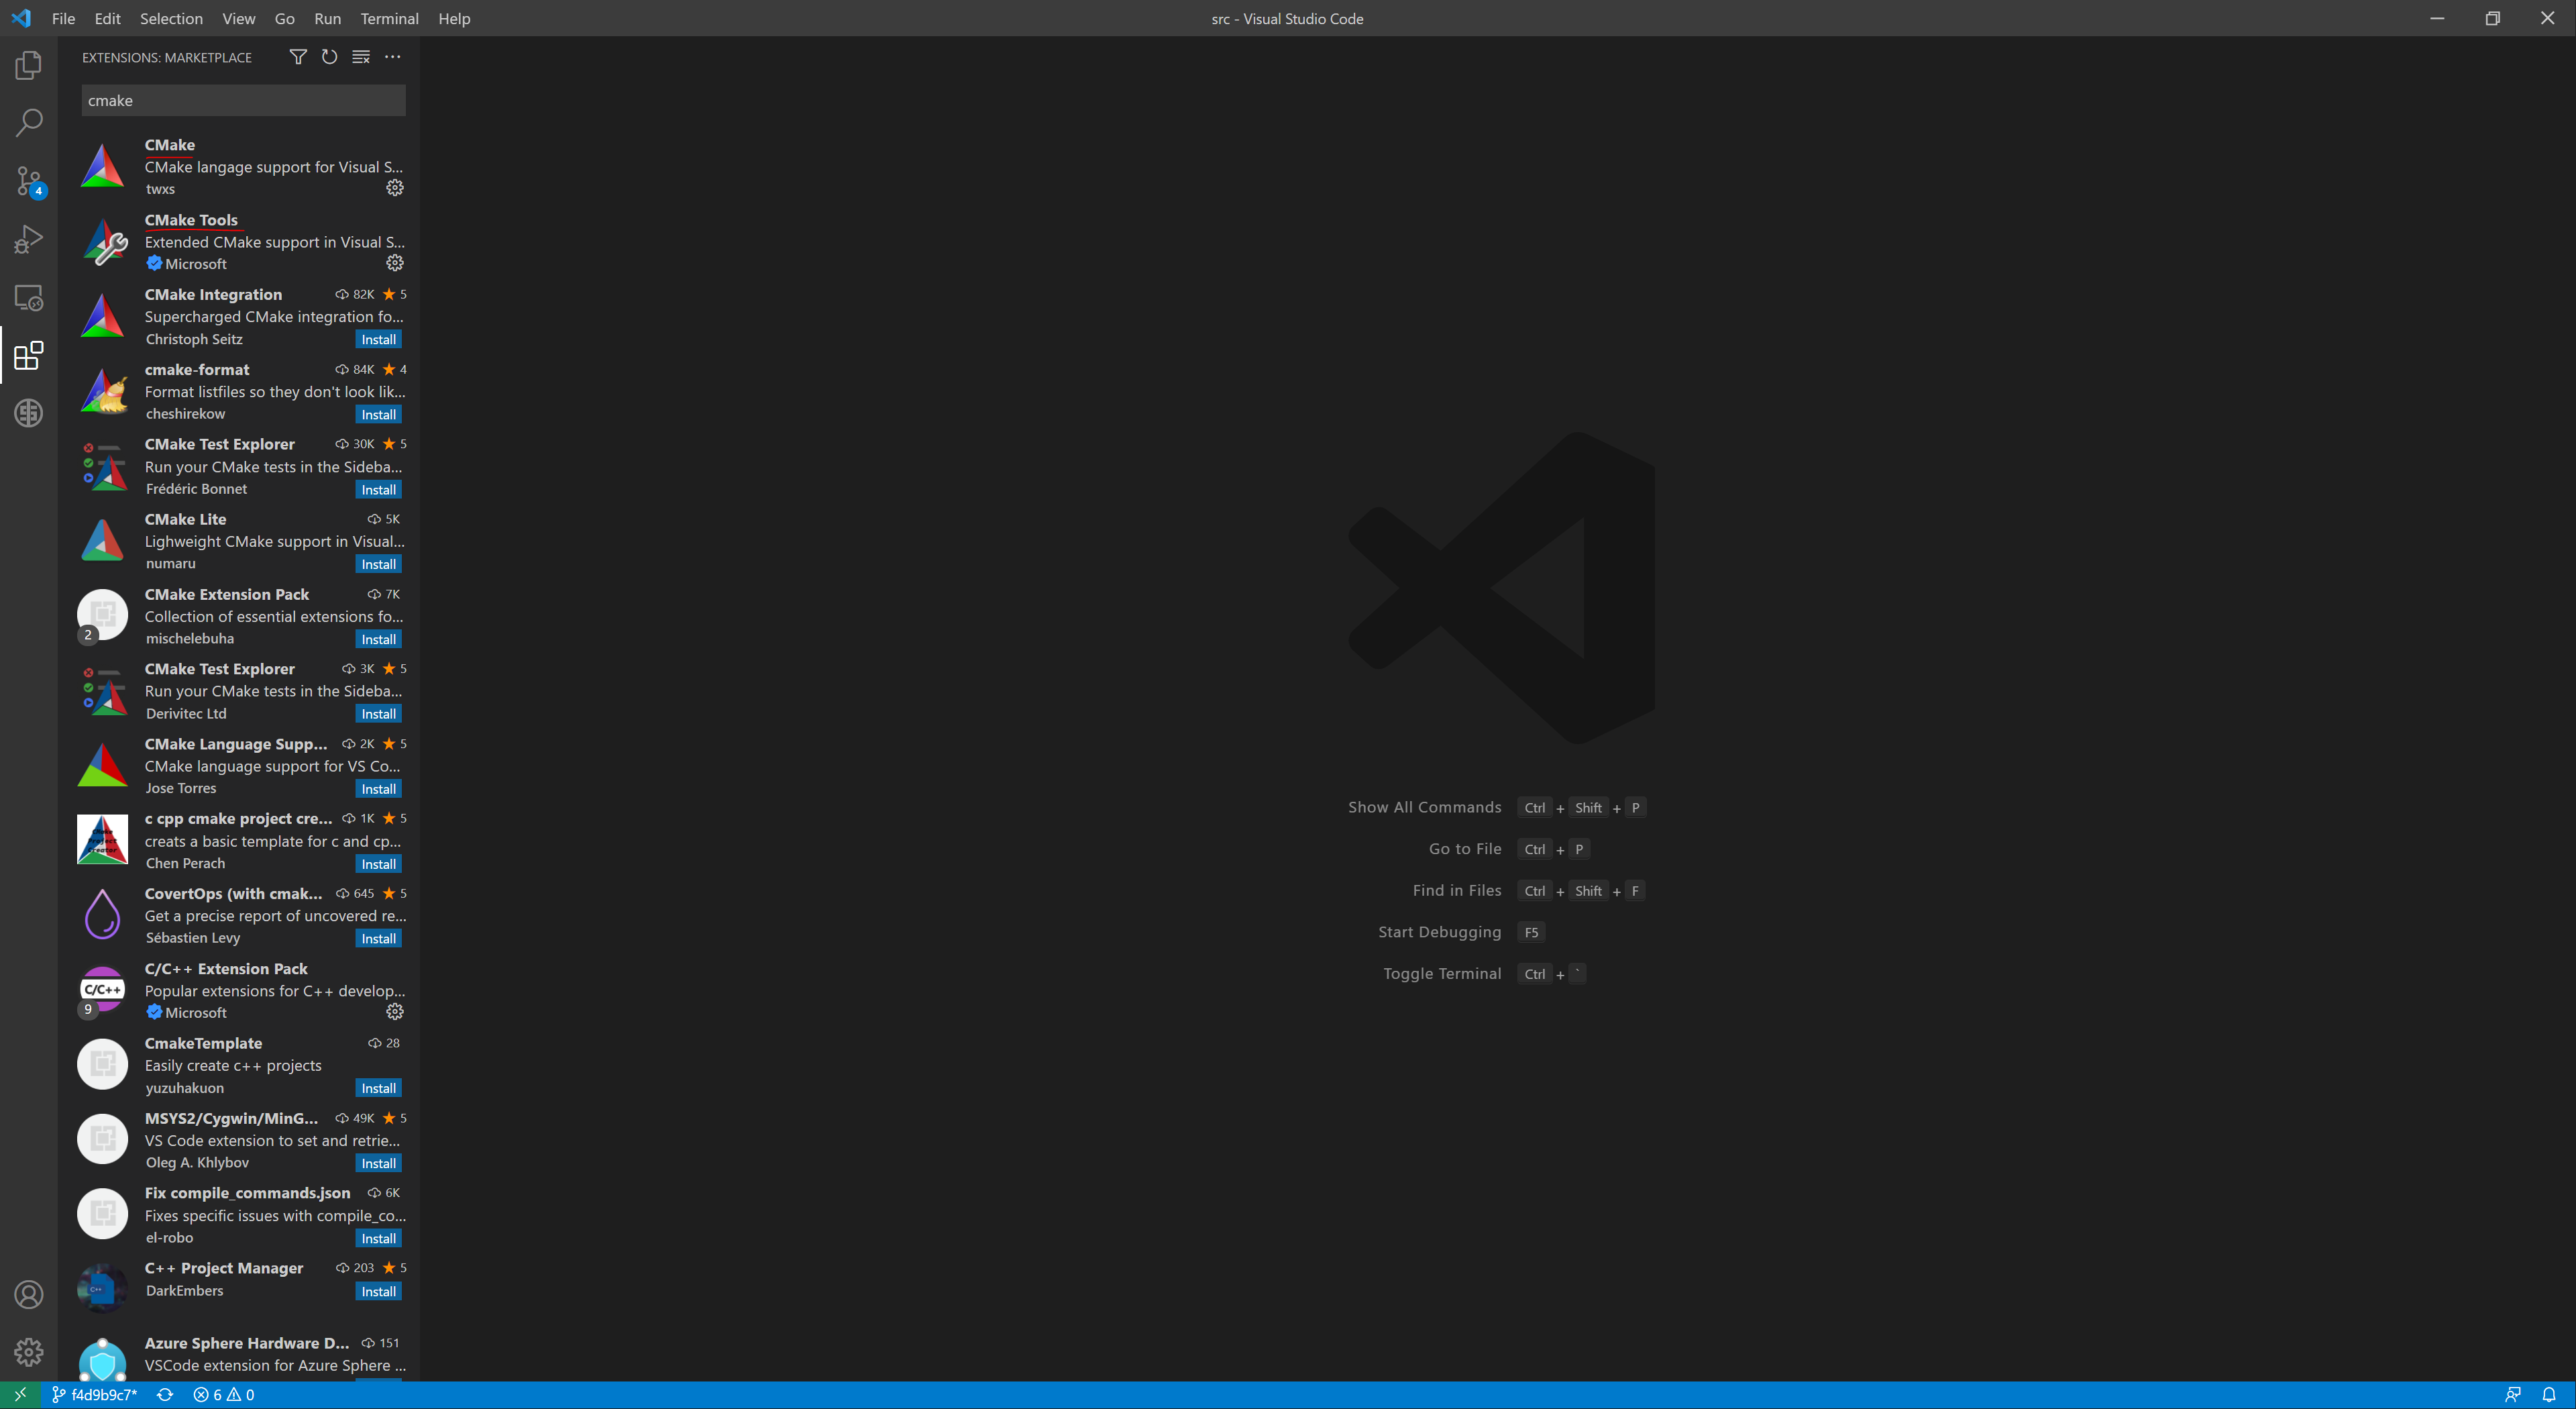 File Edit Selection View Go Run Terminal Help
src - Visual Studio Code
EXTENSIONS: MARKETPLACE
cmake
CMake
CMake langage support for Visual S...
twxs
CMake Tools
Extended CMake support in Visual S...
Microsoft
CMake Integration 82K 5
Supercharged CMake integration fo...
Christoph Seitz Install
cmake-format 84K 4
Format listfiles so they don't look lik...
cheshirekow Install
CMake Test Explorer 30K 5
Run your CMake tests in the Sideba...
Frédéric Bonnet Install
CMake Lite 5K
Lighweight CMake support in Visual...
numaru Install
CMake Extension Pack 7K
Collection of essential extensions fo...
2
mischelebuha Install
CMake Test Explorer 3K 5
Run your CMake tests in the Sideba...
Derivitec Ltd Install
CMake Language Supp... 2K 5
CMake language support for VS Co...
Jose Torres Install
c cpp cmake project cre... 1K 5
creats a basic template for c and cp...
Chen Perach Install
CovertOps (with cmak... 645 5
Get a precise report of uncovered re...
Sébastien Levy Install
C/C++ Extension Pack
C/C++
Popular extensions for C++ develop...
9
Microsoft
CmakeTemplate 28
Easily create c++ projects
yuzuhakuon Install
MSYS2/Cygwin/MinG... 49K 5
VS Code extension to set and retrie...
Oleg A. Khlybov Install
Fix compile_commands.json 6K
Fixes specific issues with compile_co...
el-robo Install
C++ Project Manager 203 5
C++
DarkEmbers Install
Azure Sphere Hardware D... 151
VSCode extension for Azure Sphere ...
4
Show All Commands Ctrl + Shift + P
Go to File Ctrl + P
Find in Files Ctrl + Shift + F
Start Debugging F5
Toggle Terminal Ctrl + `
f4d9b9c7* 6 0